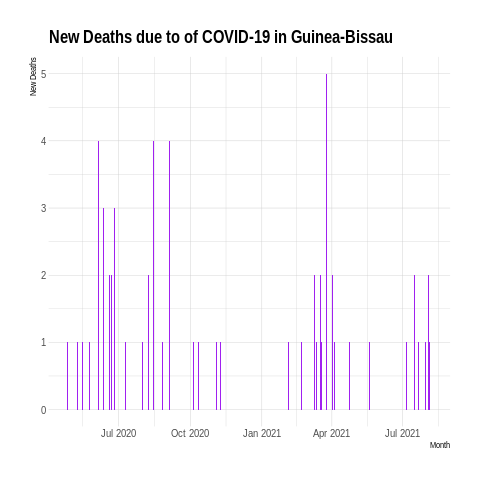 New Deaths due to of COVID-19 in Guinea-Bissau
New Deaths
5
4
3
2
1
0
Jul 2020 Oct 2020 Jan 2021 Apr 2021 Jul 2021
Month